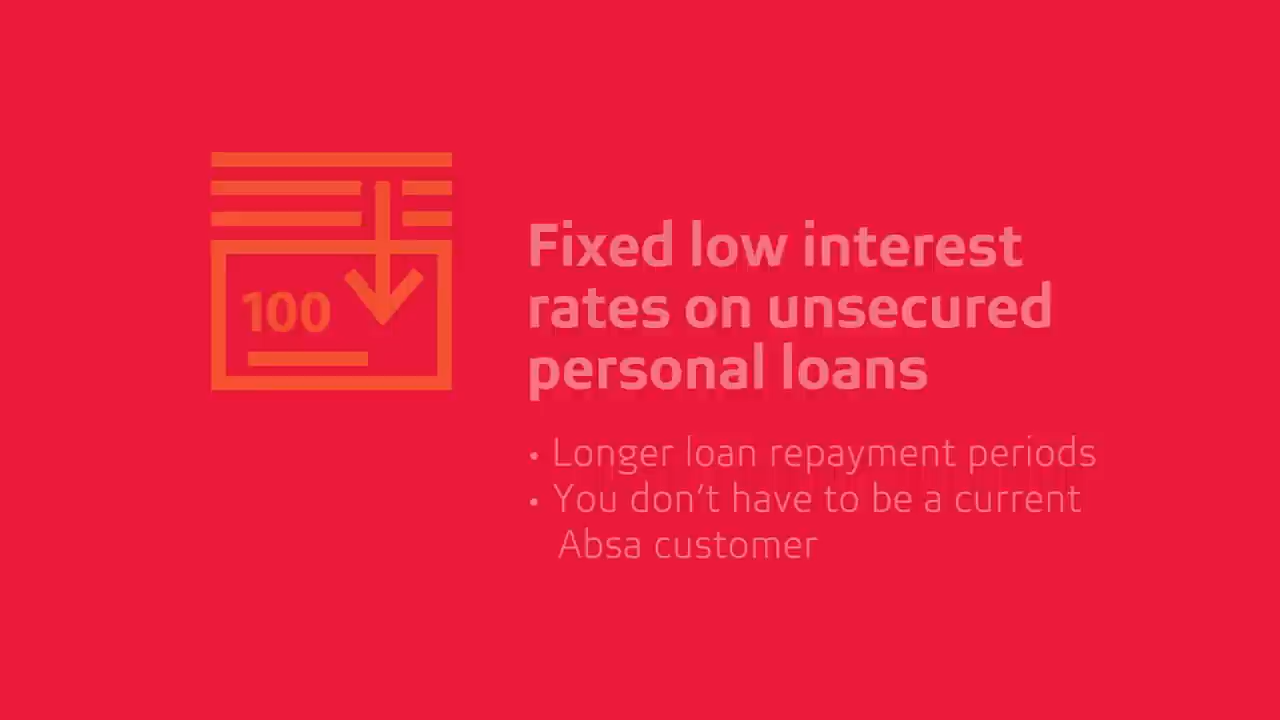 100
Fixed low interest
rates on unsecured
personal loans
• Longer loan repayment periods
• You don’t have to be a current
Absa customer